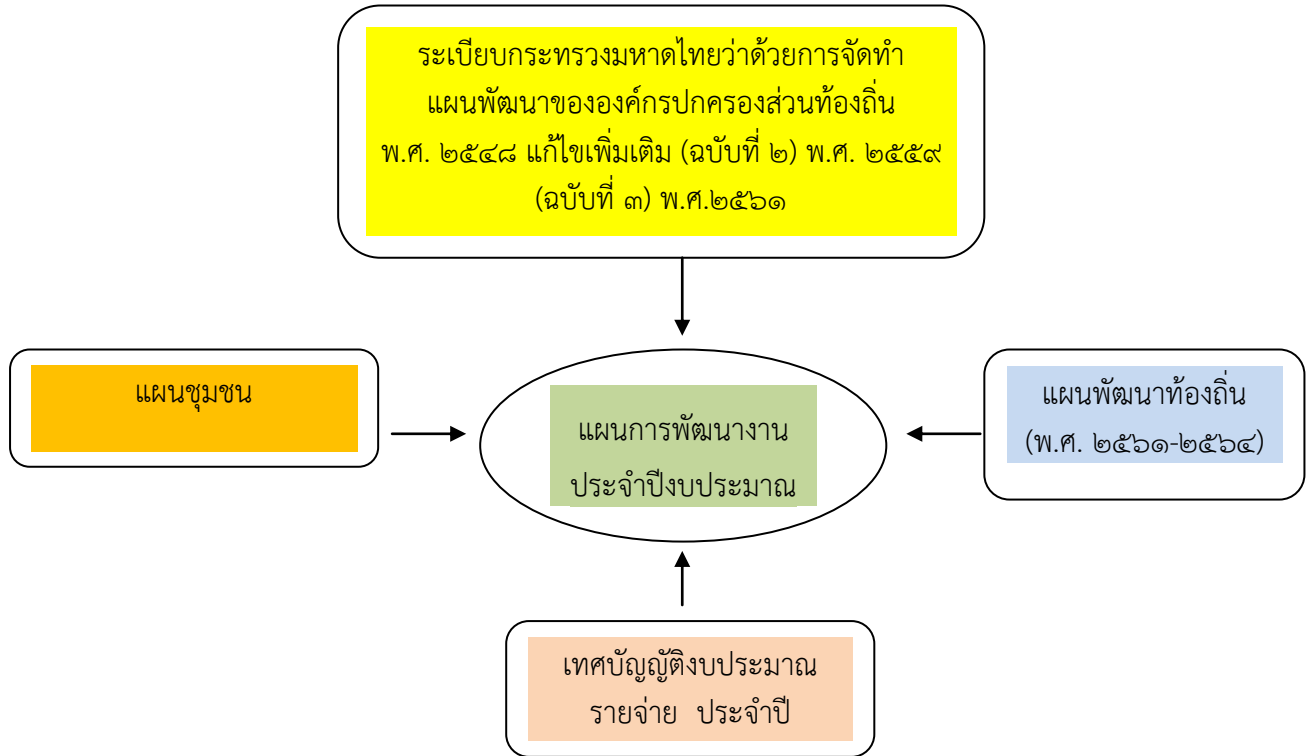 ระเบียบกระทรวงมหาดไทยว่าด้วยการจัดทำ
แผนพัฒนาขององค์กรปกครองส่วนท้องถิ่น
พ.ศ. ๒๕๔๘ แก้ไขเพิ่มเติม (ฉบับที่ ๒) พ.ศ. ๒๕๕๙
(ฉบับที่ ๓) พ.ศ.๒๕๖๑
แผนชุมชน
แผนการพัฒนางาน
ประจำปีงบประมาณ
แผนพัฒนาท้องถิ่น
(พ.ศ. ๒๕๖๑-๒๕๖๔)
เทศบัญญัติงบประมาณ
รายจ่าย ประจำปี